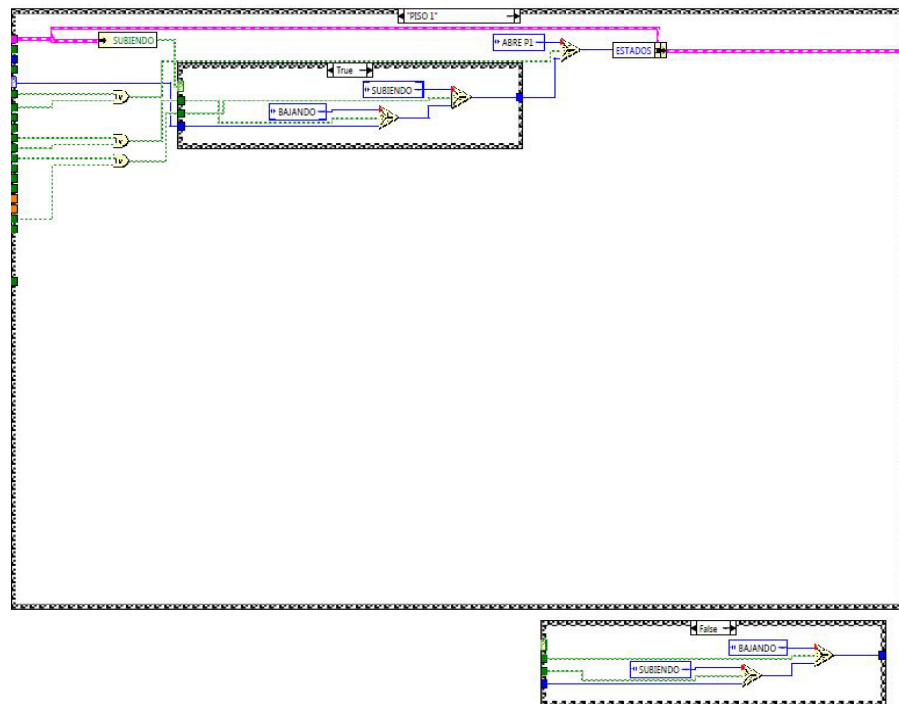 "PISO 1"
SUBIENDO
ABRE P1
ESTADOS
True
SUBIENDO
BAJANDO
False
BAJANDO
SUBIENDO